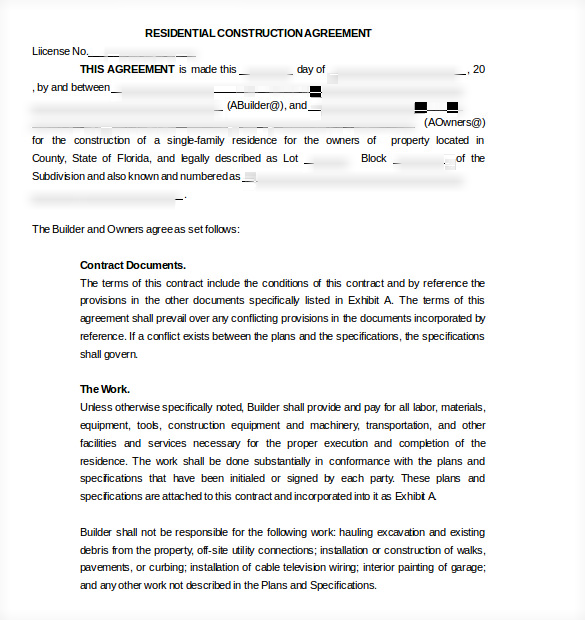 RESIDENTIAL CONSTRUCTION AGREEMENT
Liicense No.
THIS AGREEMENT is made this day of , 20
, by and between
(ABuilder@), and
(AOwners@)
for the construction of a single-family residence for the owners of property located in
County, State of Florida, and legally described as Lot Block of the
Subdivision and also known and numbered as
.
The Builder and Owners agree as set follows:
Contract Documents.
The terms of this contract include the conditions of this contract and by reference the
provisions in the other documents specifically listed in Exhibit A. The terms of this
agreement shall prevail over any conflicting provisions in the documents incorporated by
reference. If a conflict exists between the plans and the specifications, the specifications
shall govern.
The Work.
Unless otherwise specifically noted, Builder shall provide and pay for all labor, materials,
equipment, tools, construction equipment and machinery, transportation, and other
facilities and services necessary for the proper execution and completion of the
residence. The work shall be done substantially in conformance with the plans and
specifications that have been initialed or signed by each party. These plans and
specifications are attached to this contract and incorporated into it as Exhibit A.
Builder shall not be responsible for the following work: hauling excavation and existing
debris from the property, off-site utility connections; installation or construction of walks,
pavements, or curbing; installation of cable television wiring; interior painting of garage;
and any other work not described in the Plans and Specifications.